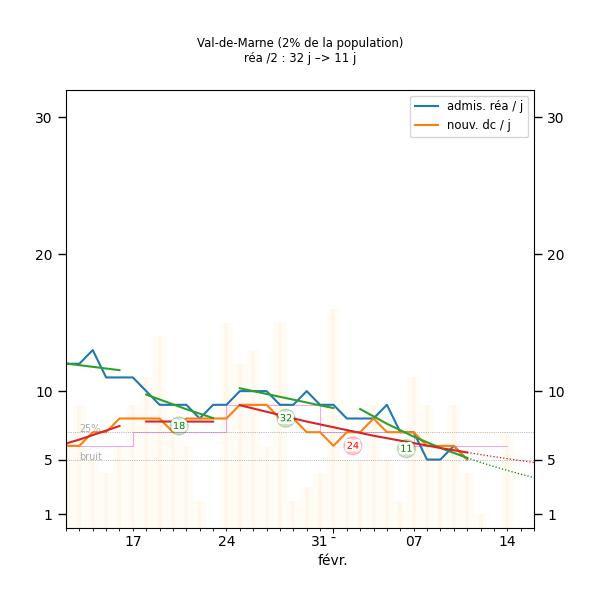 Val-de-Marne (2% de la population)
réa /2 : 32 j –> 11 j
admis. réa / j
nouv. dc / j
30 30
20 20
10 10
25%
18 32 24 11
bruit
5 5
1 1
17 24 31 07 14
févr.